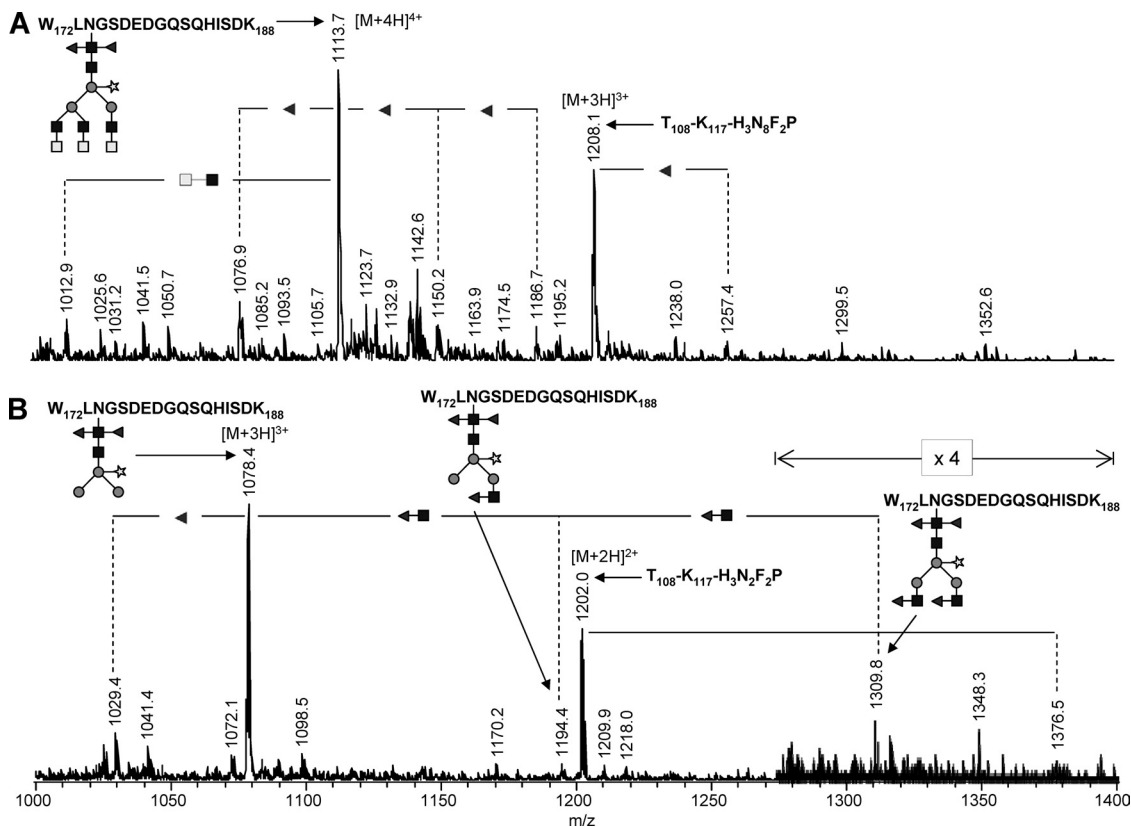 A
W172LNGSDEDGQSQHISDK188
[M+4H]4+
1113.7
[M+3H]3+
1208.1
T108-K117-H3N8F2P
1012.9
1025.6
1031.2
1041.5
1050.7
1076.9
1085.2
1093.5
1105.7
1123.7
1132.9
1142.6
1150.2
1163.9
1174.5
1186.7
1195.2
1238.0
1257.4
1299.5
1352.6
B
W172LNGSDEDGQSQHISDK188
[M+3H]3+
1078.4
W172LNGSDEDGQSQHISDK188
x 4
W172LNGSDEDGQSQHISDK188
[M+2H]2+
1202.0
T108-K117-H3N2F2P
1029.4
1041.4
1072.1
1098.5
1170.2
1194.4
1209.9
1218.0
1309.8
1348.3
1376.5
1000 1050 1100 1150 1200 1250 1300 1350 1400
m/z